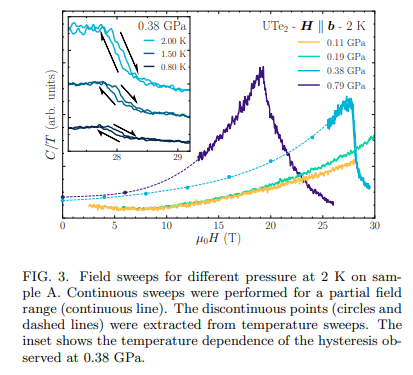 0.38 GPa
2.00 K
1.50 K
0.80 K
28
29
UTe2 - H ∥ b - 2 K
0.11 GPa
0.19 GPa
0.38 GPa
0.79 GPa
C/T (arb. units)
0 5 10 15 20 25 30
μ0H (T)
FIG. 3. Field sweeps for different pressure at 2 K on sam-
ple A. Continuous sweeps were performed for a partial field
range (continuous line). The discontinuous points (circles and
dashed lines) were extracted from temperature sweeps. The
inset shows the temperature dependence of the hysteresis ob-
served at 0.38 GPa.